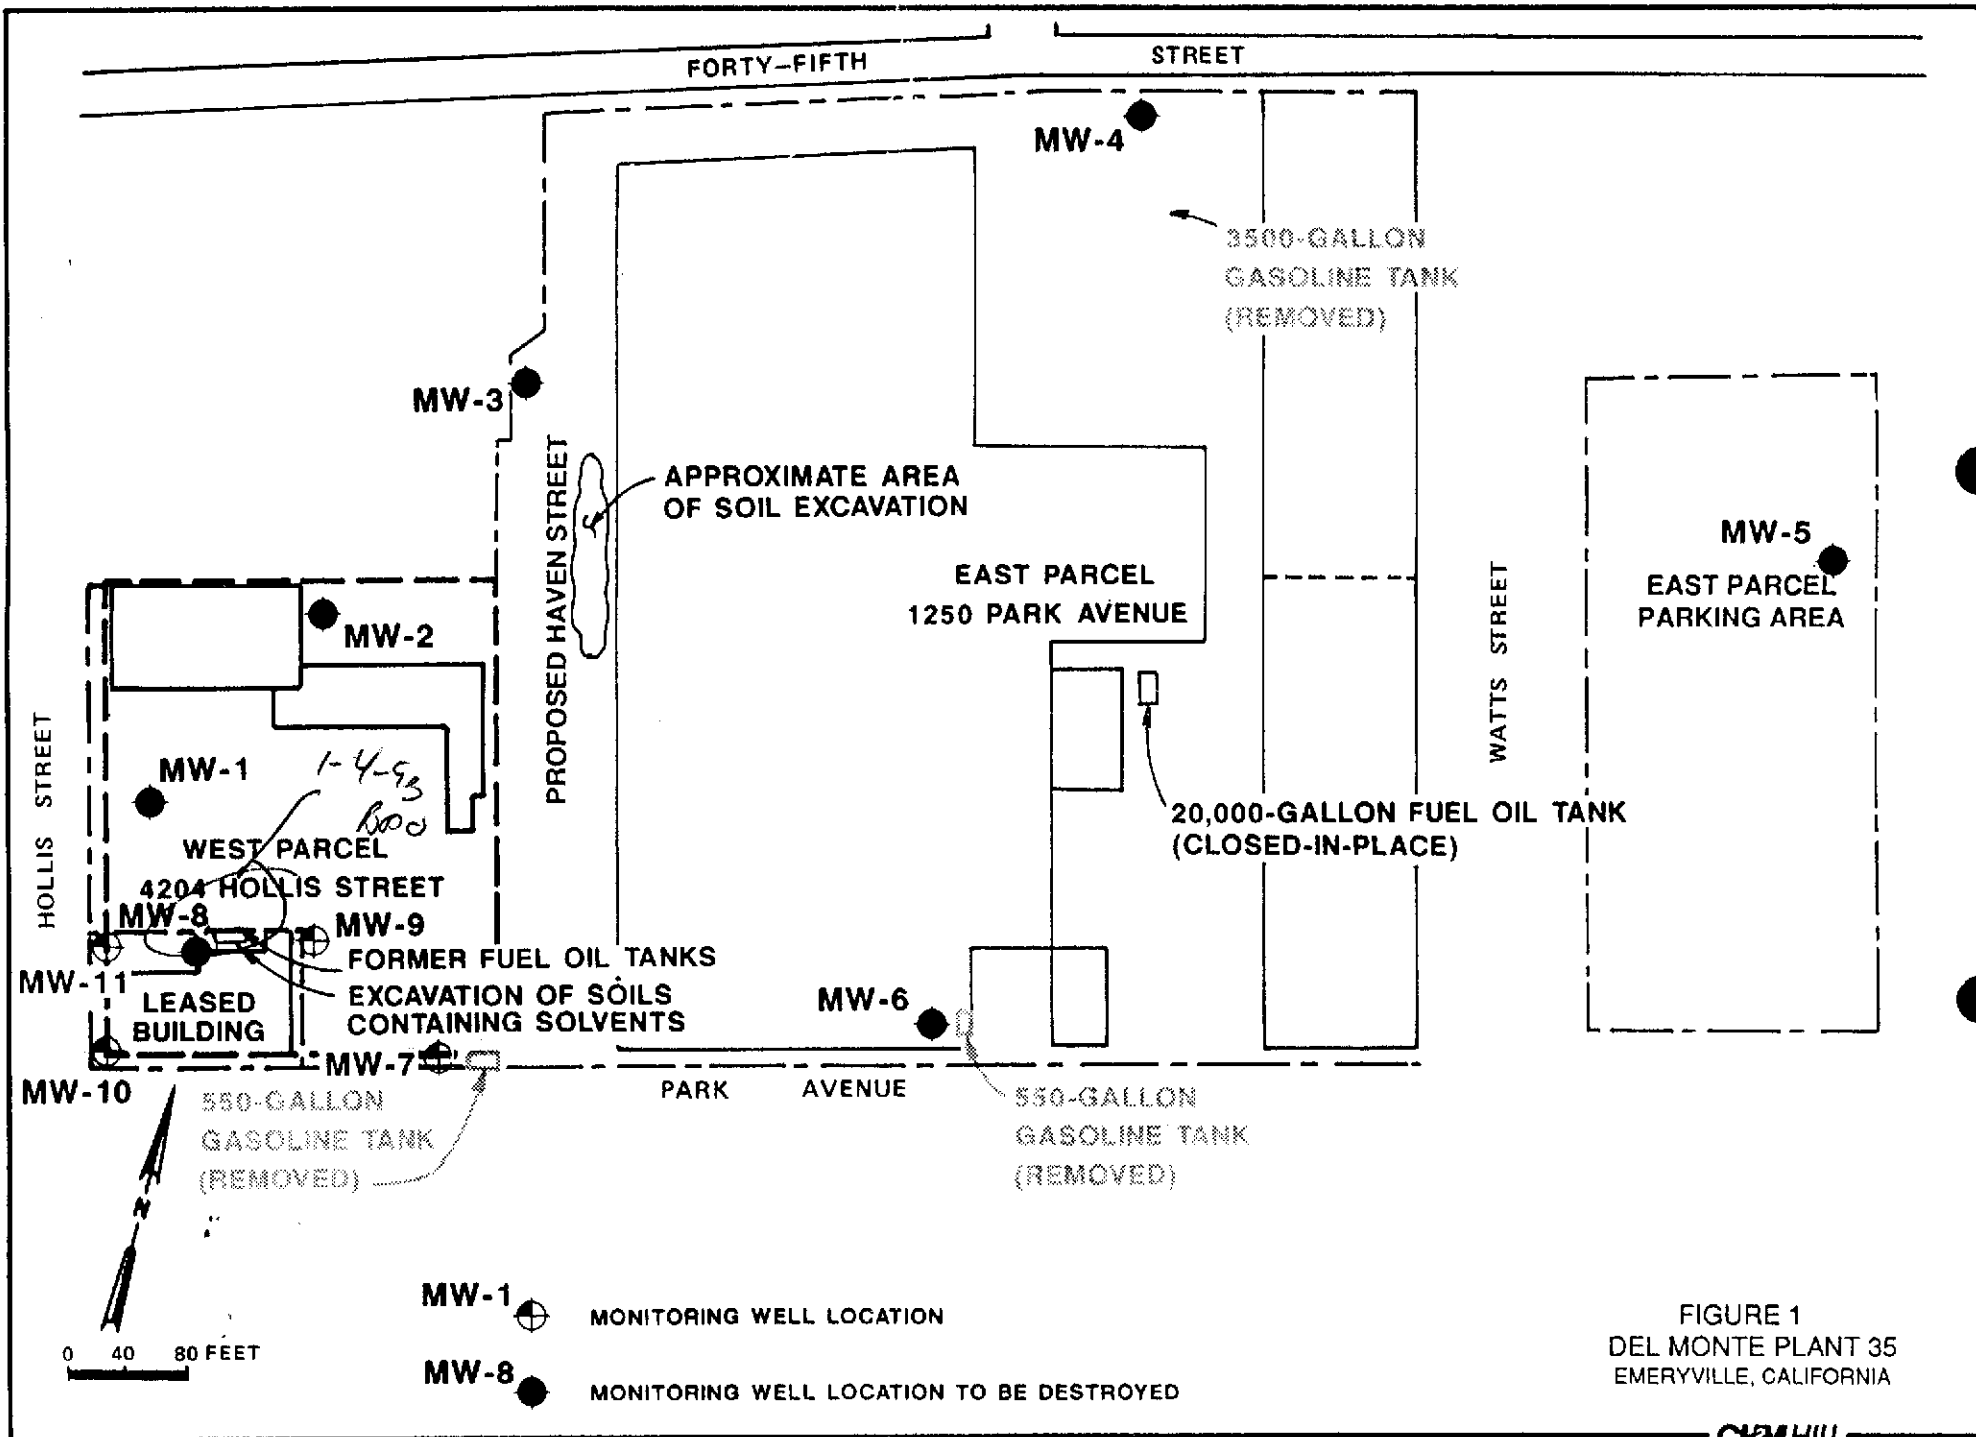 FORTY-FIFTH STREET
MW-4
3500-GALLON
GASOLINE TANK
(REMOVED)
MW-3
PROPOSED HAVEN STREET
APPROXIMATE AREA
OF SOIL EXCAVATION
MW-5
EAST PARCEL
PARKING AREA
EAST PARCEL
1250 PARK AVENUE
WATTS STREET
MW-2
HOLLIS STREET
MW-1
1-4-93
WEST PARCEL
4204 HOLLIS STREET
20,000-GALLON FUEL OIL TANK
(CLOSED-IN-PLACE)
MW-8
MW-9
FORMER FUEL OIL TANKS
MW-11
EXCAVATION OF SOILS
CONTAINING SOLVENTS
LEASED
BUILDING
MW-6
MW-7
MW-10
PARK AVENUE
550-GALLON
GASOLINE TANK
(REMOVED)
550-GALLON
GASOLINE TANK
(REMOVED)
N
0 40 80 FEET
MW-1
MONITORING WELL LOCATION
MW-8
MONITORING WELL LOCATION TO BE DESTROYED
FIGURE 1
DEL MONTE PLANT 35
EMERYVILLE, CALIFORNIA
CH2M HILL